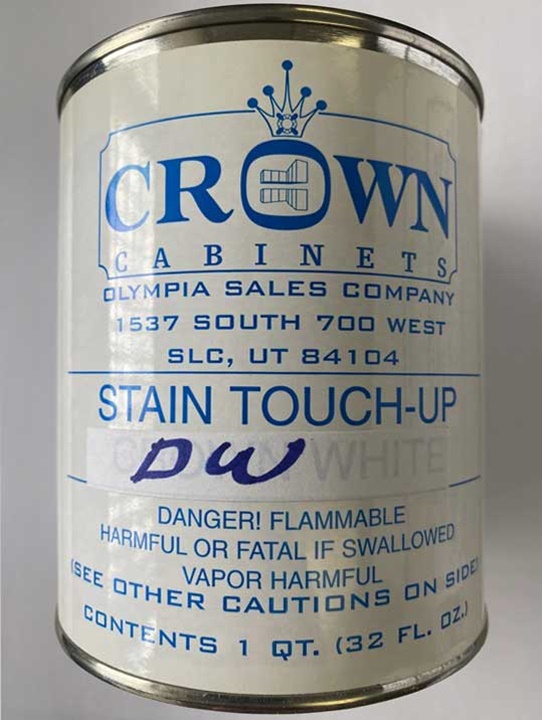 CROWN
CABINETS
OLYMPIA SALES COMPANY
1537 SOUTH 700 WEST
SLC, UT 84104
STAIN TOUCH-UP
CROWN WHITE
DW
DANGER! FLAMMABLE
HARMFUL OR FATAL IF SWALLOWED
VAPOR HARMFUL
(SEE OTHER CAUTIONS ON SIDE)
CONTENTS 1 QT. (32 FL. OZ.)